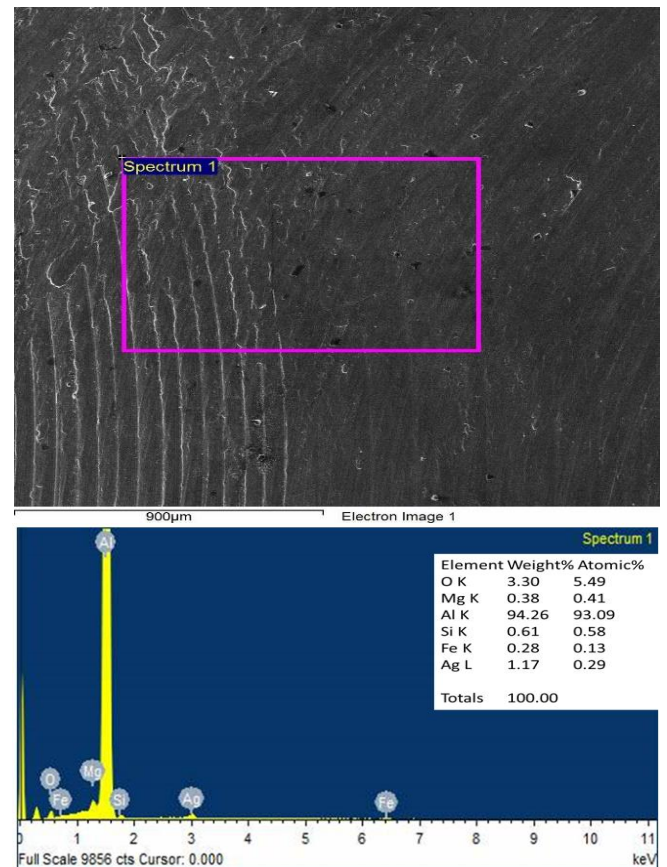 Spectrum 1
900µm Electron Image 1
Spectrum 1
Al
Element Weight% Atomic%
O K 3.30 5.49
Mg K 0.38 0.41
Al K 94.26 93.09
Si K 0.61 0.58
Fe K 0.28 0.13
Ag L 1.17 0.29
Totals 100.00
O Fe Mg Si Ag Fe
0 1 2 3 4 5 6 7 8 9 10 11
Full Scale 9856 cts Cursor: 0.000 keV